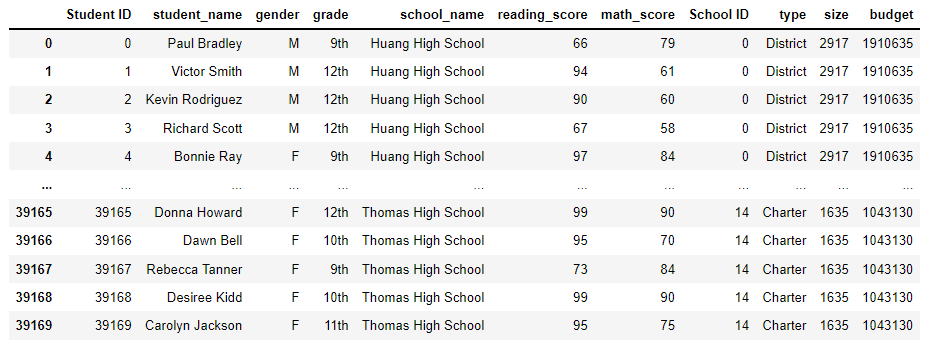 Student ID student_name gender grade school_name reading_score math_score School ID type size budget
0 0 Paul Bradley M 9th Huang High School 66 79 0 District 2917 1910635
1 1 Victor Smith M 12th Huang High School 94 61 0 District 2917 1910635
2 2 Kevin Rodriguez M 12th Huang High School 90 60 0 District 2917 1910635
3 3 Richard Scott M 12th Huang High School 67 58 0 District 2917 1910635
4 4 Bonnie Ray F 9th Huang High School 97 84 0 District 2917 1910635
... ... ... ... ... ... ... ... ... ... ... ...
39165 39165 Donna Howard F 12th Thomas High School 99 90 14 Charter 1635 1043130
39166 39166 Dawn Bell F 10th Thomas High School 95 70 14 Charter 1635 1043130
39167 39167 Rebecca Tanner F 9th Thomas High School 73 84 14 Charter 1635 1043130
39168 39168 Desiree Kidd F 10th Thomas High School 99 90 14 Charter 1635 1043130
39169 39169 Carolyn Jackson F 11th Thomas High School 95 75 14 Charter 1635 1043130